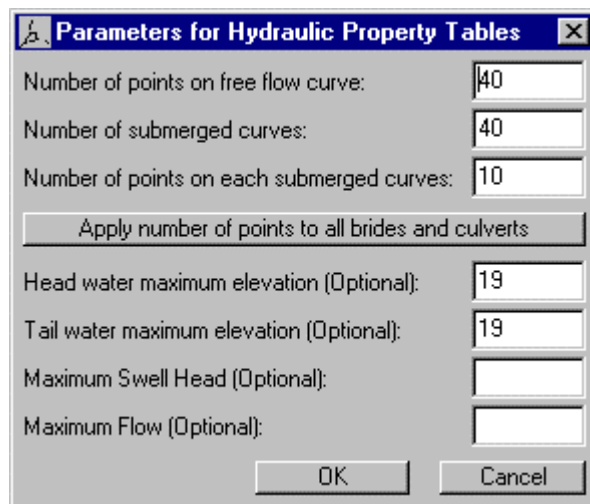 Parameters for Hydraulic Property Tables
Number of points on free flow curve: 40
Number of submerged curves: 40
Number of points on each submerged curves: 10
Apply number of points to all brides and culverts
Head water maximum elevation (Optional): 19
Tail water maximum elevation (Optional): 19
Maximum Swell Head (Optional):
Maximum Flow (Optional):
OK Cancel